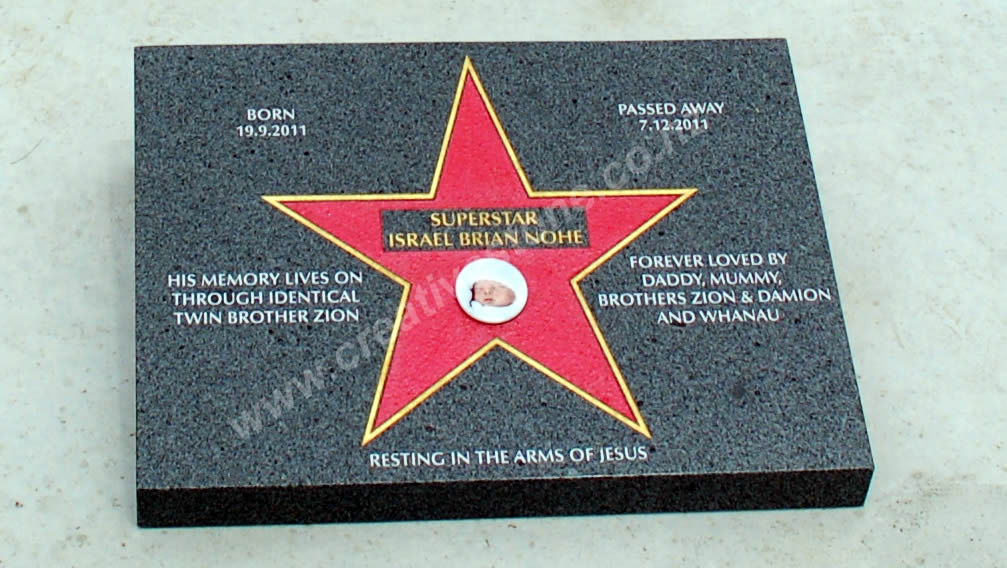 BORN
19.9.2011
PASSED AWAY
7.12.2011
SUPERSTAR
ISRAEL BRIAN NOHE
HIS MEMORY LIVES ON
THROUGH IDENTICAL
TWIN BROTHER ZION
FOREVER LOVED BY
DADDY, MUMMY,
BROTHERS ZION & DAMION
AND WHANAU
RESTING IN THE ARMS OF JESUS